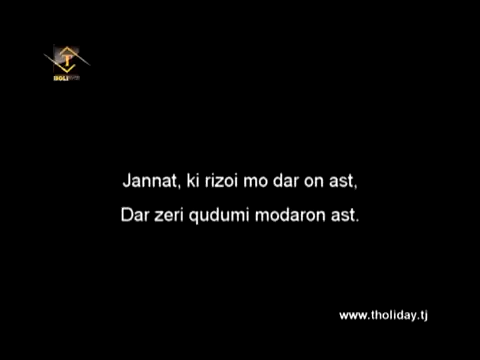 Jannat, ki rizoi mo dar on ast,
Dar zeri qudumi modaron ast.
www.tholiday.tj